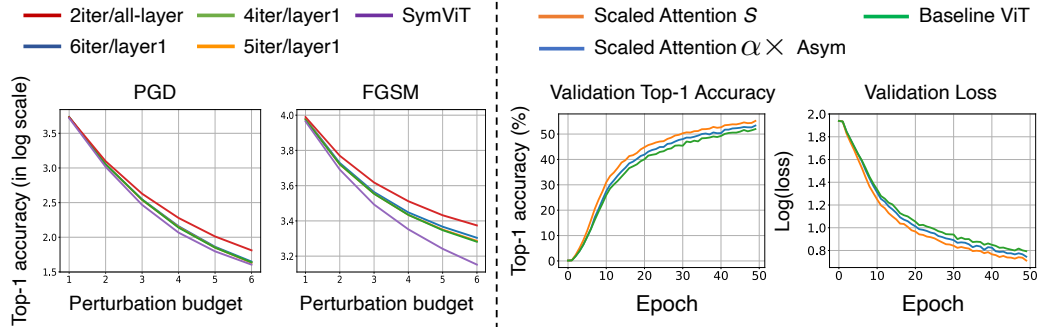 2iter/all-layer 4iter/layer1 SymViT
6iter/layer1 5iter/layer1
Top-1 accuracy (in log scale)
PGD
3.5
3.0
2.5
2.0
1.5
1 2 3 4 5 6
Perturbation budget
FGSM
4.0
3.8
3.6
3.4
3.2
1 2 3 4 5 6
Perturbation budget
Scaled Attention S Baseline ViT
Scaled Attention α× Asym
Validation Top-1 Accuracy
Top-1 accuracy (%)
50
40
30
20
10
0
0 10 20 30 40 50
Epoch
Validation Loss
Log(loss)
2.0
1.8
1.6
1.4
1.2
1.0
0.8
0 10 20 30 40 50
Epoch